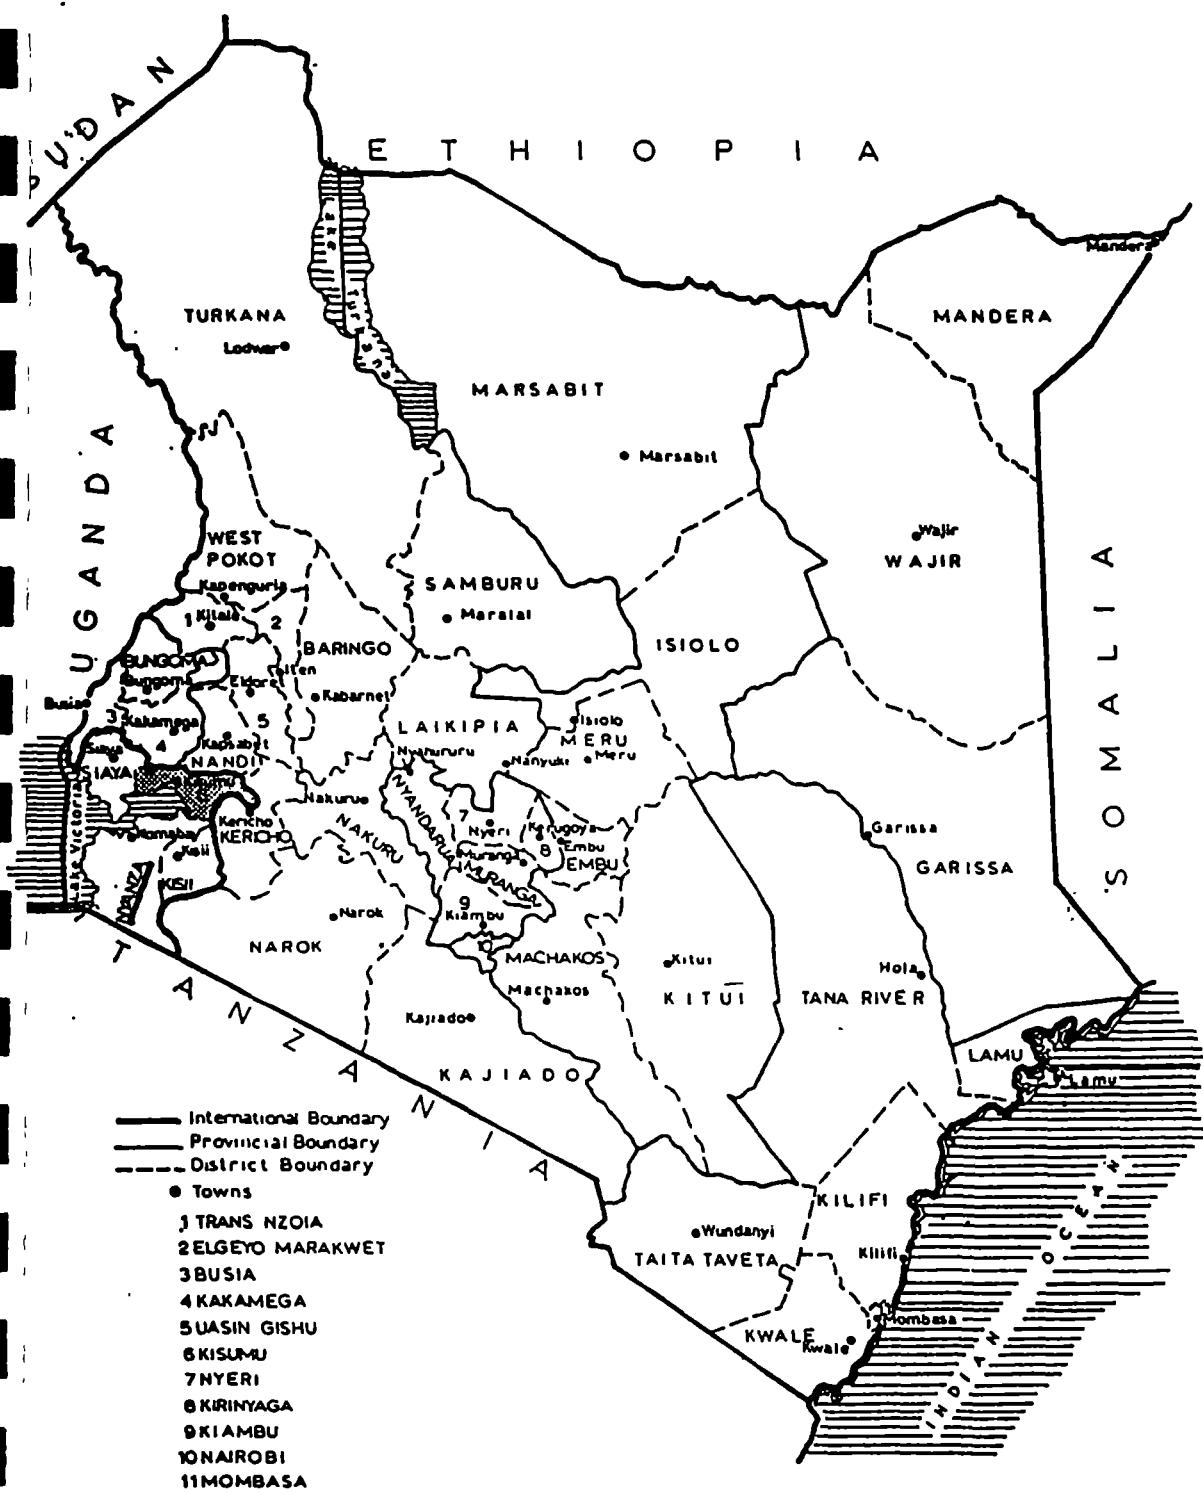 SUDAN
ETHIOPIA
Mandera
Lake Turkana
TURKANA
Lodwar
MANDERA
MARSABIT
Marsabit
UGANDA
WEST
POKOT
Kapenguria
Wajir
WAJIR
SOMALIA
SAMBURU
Maralal
1 Kitale
2
BARINGO
ISIOLO
BUNGOMA
Bungoma
Iten
Eldore
Kabarnet
Busia
3
Kakamega
4
5
Kapsabet
NANDI
LAIKIPIA
Isiolo
MERU
Meru
Nyahururu
Nanyuki
Siaya
SIAYA
Kisumu
Lake Victoria
Kericho
KERICHO
Nakuru
NAKURU
NYANDARUA
7
Nyeri
Kerugoya
8
Embu
EMBU
Muranga
MURANGA
Homabay
Kisii
KISII
NYANZA
Garissa
GARISSA
Narok
NAROK
9
Kiambu
10
MACHAKOS
Machakos
Kitui
KITUI
Hola
TANA RIVER
TANZANIA
Kajiado
KAJIADO
LAMU
Lamu
International Boundary
Provincial Boundary
District Boundary
Towns
1 TRANS NZOIA
2 ELGEYO MARAKWET
3 BUSIA
4 KAKAMEGA
5 UASIN GISHU
6 KISUMU
7 NYERI
8 KIRINYAGA
9 KIAMBU
10 NAIROBI
11 MOMBASA
KILIFI
Wundanyi
TAITA TAVETA
Kilifi
Mombasa
KWALE
Kwale
INDIAN OCEAN